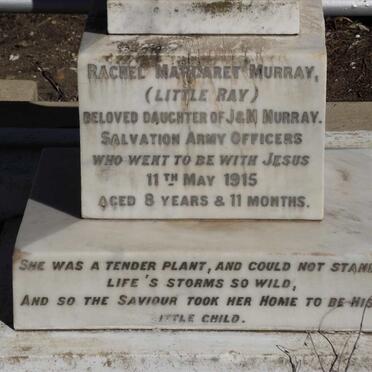 RACHEL MARGARET MURRAY,
(LITTLE RAY)
BELOVED DAUGHTER OF J&M MURRAY.
SALVATION ARMY OFFICERS
WHO WENT TO BE WITH JESUS
11TH MAY 1915
AGED 8 YEARS & 11 MONTHS.
SHE WAS A TENDER PLANT, AND COULD NOT STAND
LIFE'S STORMS SO WILD,
AND SO THE SAVIOUR TOOK HER HOME TO BE HIS
LITTLE CHILD.